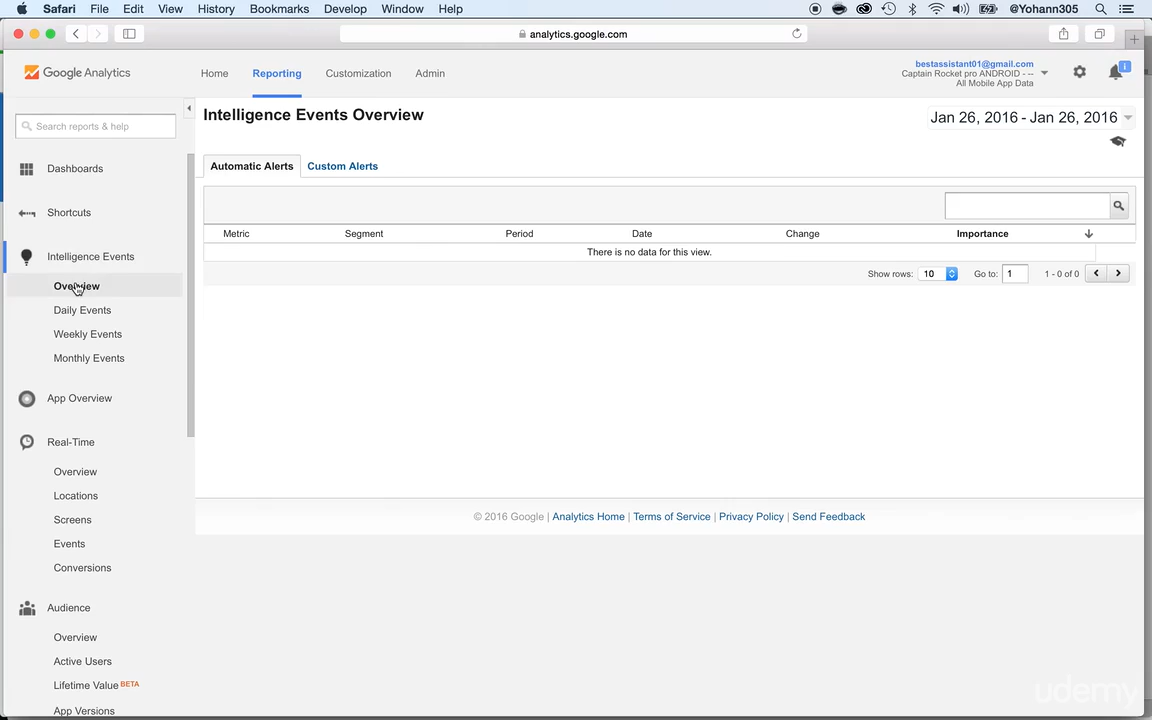 Safari File Edit View History Bookmarks Develop Window Help @Yohann305
analytics.google.com
Google Analytics
Home Reporting Customization Admin
bestassistant01@gmail.com
Captain Rocket pro ANDROID - --
All Mobile App Data
Search reports & help
Dashboards
Shortcuts
Intelligence Events
Overview
Daily Events
Weekly Events
Monthly Events
App Overview
Real-Time
Overview
Locations
Screens
Events
Conversions
Audience
Overview
Active Users
Lifetime Value BETA
App Versions
Intelligence Events Overview
Jan 26, 2016 - Jan 26, 2016
Automatic Alerts Custom Alerts
Metric Segment Period Date Change Importance
There is no data for this view.
Show rows: 10 Go to: 1 1 - 0 of 0
© 2016 Google | Analytics Home | Terms of Service | Privacy Policy | Send Feedback
udemy